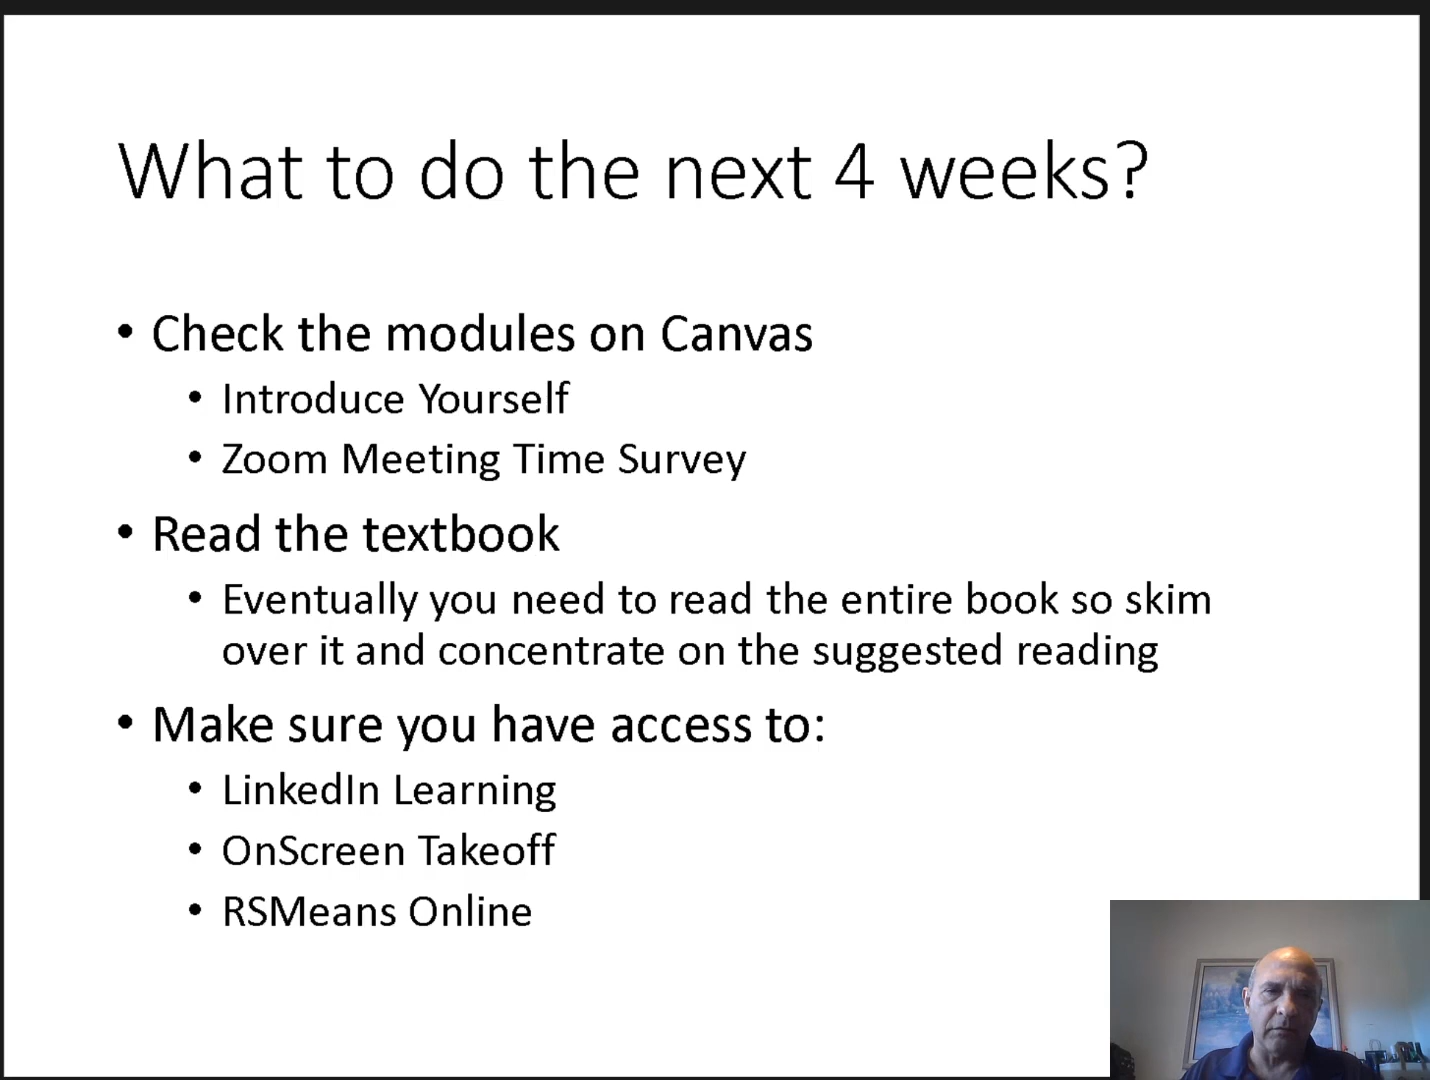 What to do the next 4 weeks?
• Check the modules on Canvas
• Introduce Yourself
• Zoom Meeting Time Survey
• Read the textbook
• Eventually you need to read the entire book so skim
over it and concentrate on the suggested reading
• Make sure you have access to:
• LinkedIn Learning
• OnScreen Takeoff
• RSMeans Online